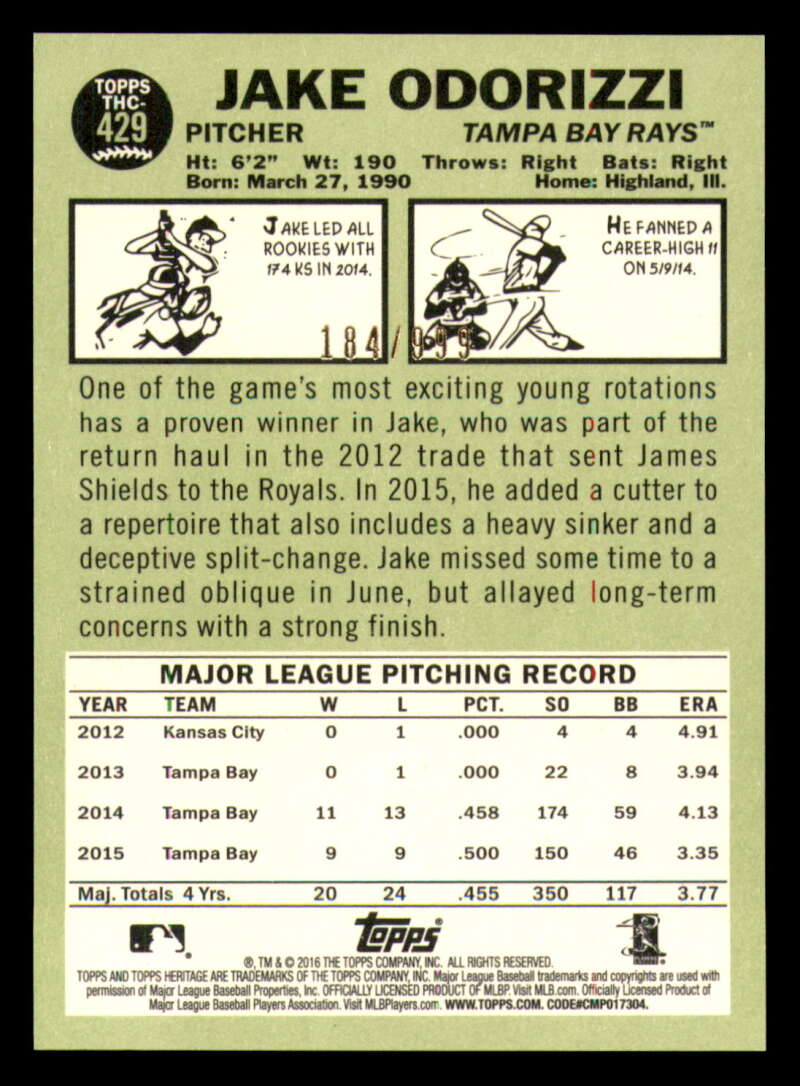 TOPPS
THC-
429
JAKE ODORIZZI
PITCHER TAMPA BAY RAYS™
Ht: 6'2" Wt: 190 Throws: Right Bats: Right
Born: March 27, 1990 Home: Highland, Ill.
JAKE LED ALL
ROOKIES WITH
174 KS IN 2014.
HE FANNED A
CAREER-HIGH 11
ON 5/9/14.
184/999
One of the game's most exciting young rotations
has a proven winner in Jake, who was part of the
return haul in the 2012 trade that sent James
Shields to the Royals. In 2015, he added a cutter to
a repertoire that also includes a heavy sinker and a
deceptive split-change. Jake missed some time to a
strained oblique in June, but allayed long-term
concerns with a strong finish.
MAJOR LEAGUE PITCHING RECORD
YEAR TEAM W L PCT. SO BB ERA
2012 Kansas City 0 1 .000 4 4 4.91
2013 Tampa Bay 0 1 .000 22 8 3.94
2014 Tampa Bay 11 13 .458 174 59 4.13
2015 Tampa Bay 9 9 .500 150 46 3.35
Maj. Totals 4 Yrs. 20 24 .455 350 117 3.77
Topps®
®, TM & © 2016 THE TOPPS COMPANY, INC. ALL RIGHTS RESERVED.
TOPPS AND TOPPS HERITAGE ARE TRADEMARKS OF THE TOPPS COMPANY, INC. Major League Baseball trademarks and copyrights are used with
permission of Major League Baseball Properties, Inc. OFFICIALLY LICENSED PRODUCT OF MLBP. Visit MLB.com. Officially Licensed Product of
Major League Baseball Players Association. Visit MLBPlayers.com. WWW.TOPPS.COM. CODE#CMP017304.